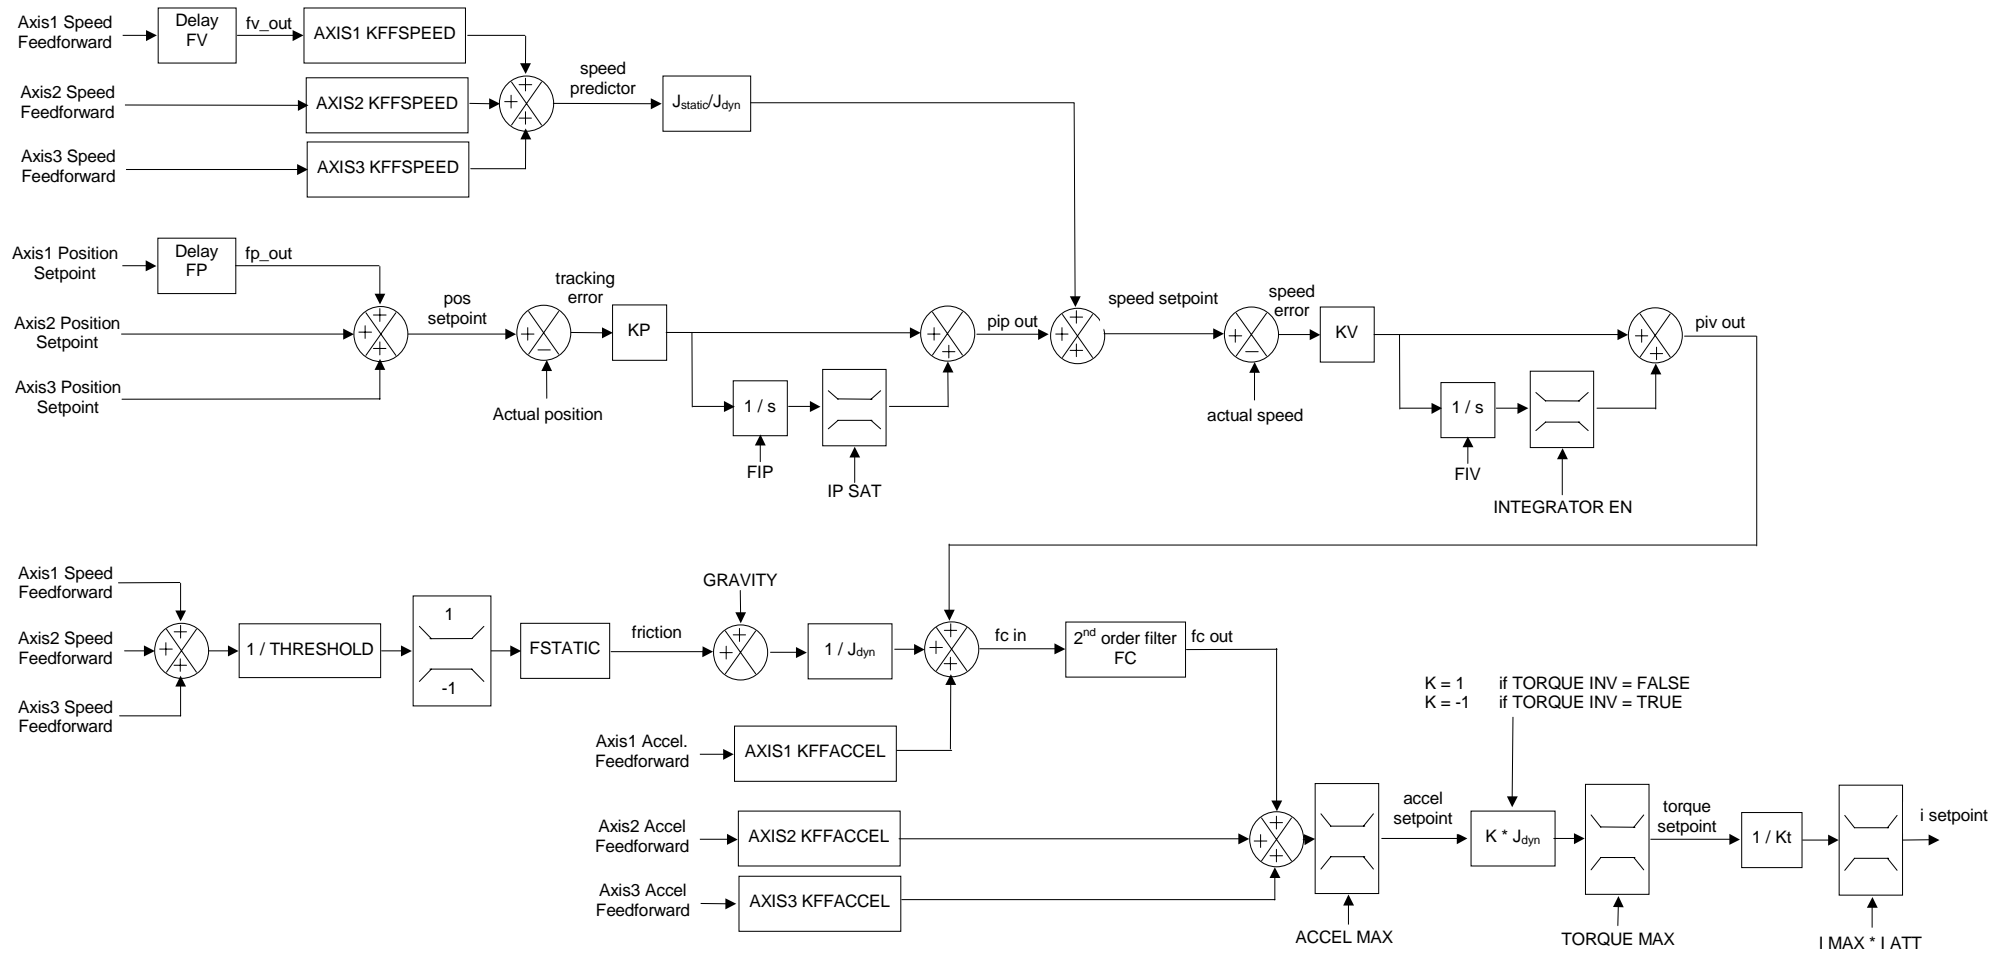 Axis1 Speed
Feedforward
Delay
FV
fv_out
AXIS1 KFFSPEED
+
+
+
speed
predictor
Axis2 Speed
Feedforward
AXIS2 KFFSPEED
Jstatic/Jdyn
Axis3 Speed
Feedforward
AXIS3 KFFSPEED
Axis1 Position
Setpoint
Delay
FP
fp_out
Axis2 Position
Setpoint
+
+
+
Axis3 Position
Setpoint
pos
setpoint
+
–
Actual position
tracking
error
KP
1 / s
FIP
IP SAT
+
+
pip out
+
+
+
speed setpoint
+
–
actual speed
speed
error
KV
1 / s
FIV
INTEGRATOR EN
+
+
piv out
Axis1 Speed
Feedforward
Axis2 Speed
Feedforward
Axis3 Speed
Feedforward
+
+
+
1 / THRESHOLD
1
-1
FSTATIC
friction
GRAVITY
+
+
1 / Jdyn
+
+
+
fc in
2nd order filter
FC
fc out
Axis1 Accel.
Feedforward
AXIS1 KFFACCEL
Axis2 Accel
Feedforward
AXIS2 KFFACCEL
Axis3 Accel
Feedforward
AXIS3 KFFACCEL
+
+
+
ACCEL MAX
accel
setpoint
K = 1 if TORQUE INV = FALSE
K = -1 if TORQUE INV = TRUE
K * Jdyn
TORQUE MAX
torque
setpoint
1 / Kt
I MAX * I ATT
i setpoint